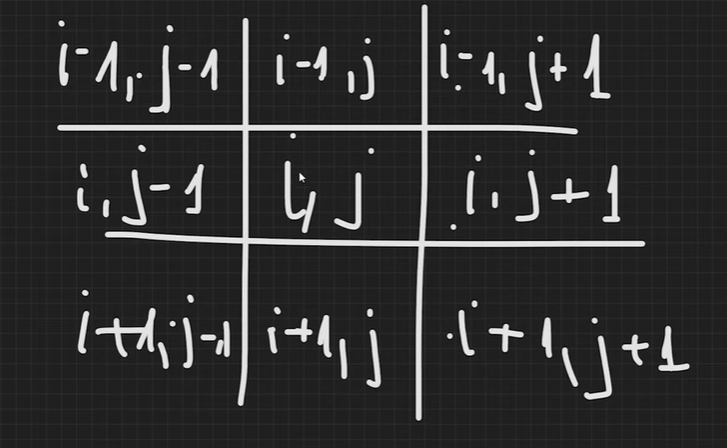 i-1, j-1 i-1, j i-1, j+1
i, j-1 i, j i, j+1
i+1, j-1 i+1, j i+1, j+1